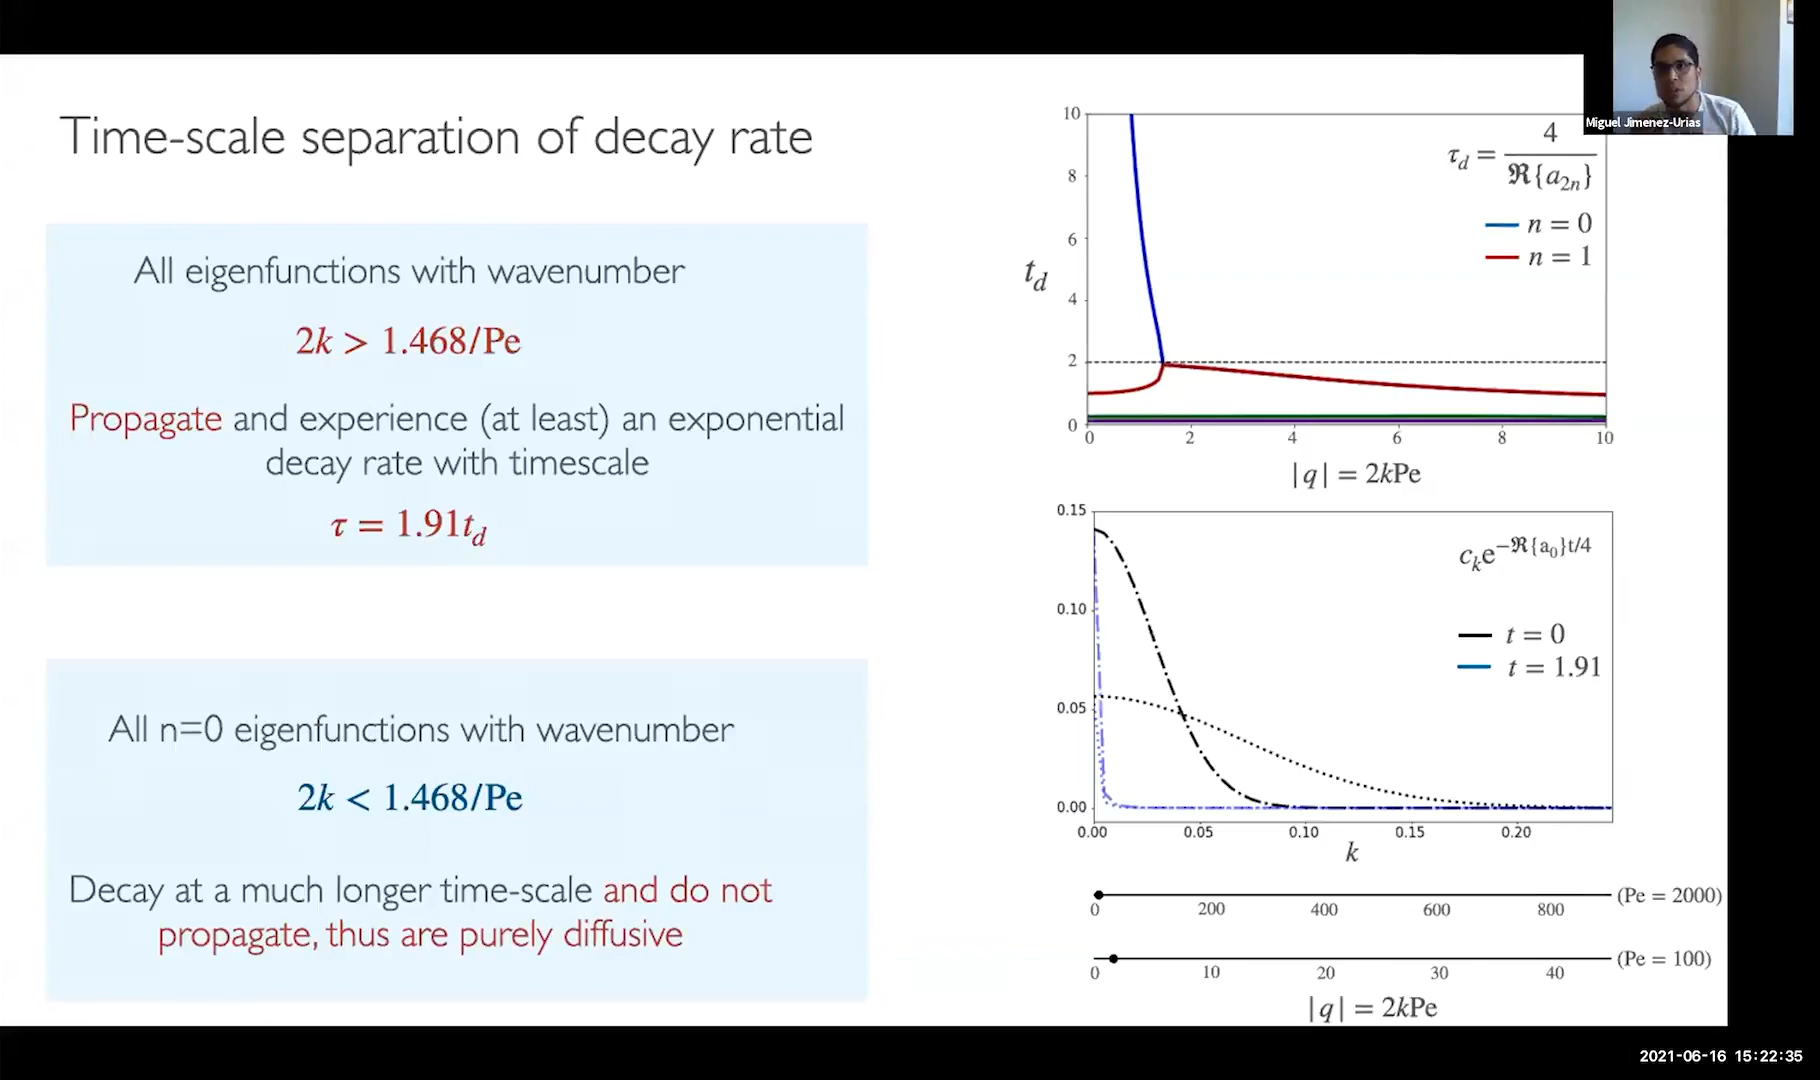 Miguel Jimenez-Urias
Time-scale separation of decay rate
All eigenfunctions with wavenumber
2k > 1.468/Pe
Propagate and experience (at least) an exponential
decay rate with timescale
τ = 1.91t_d
All n=0 eigenfunctions with wavenumber
2k < 1.468/Pe
Decay at a much longer time-scale and do not
propagate, thus are purely diffusive
10
8
6
4
2
0
t_d
τ_d = 4 / ℜ{a_{2n}}
n = 0
n = 1
0 2 4 6 8 10
|q| = 2kPe
0.15
0.10
0.05
0.00
c_k e^{−ℜ{a_0}t/4}
t = 0
t = 1.91
0.00 0.05 0.10 0.15 0.20
k
0 200 400 600 800 (Pe = 2000)
0 10 20 30 40 (Pe = 100)
|q| = 2kPe
2021-06-16 15:22:35